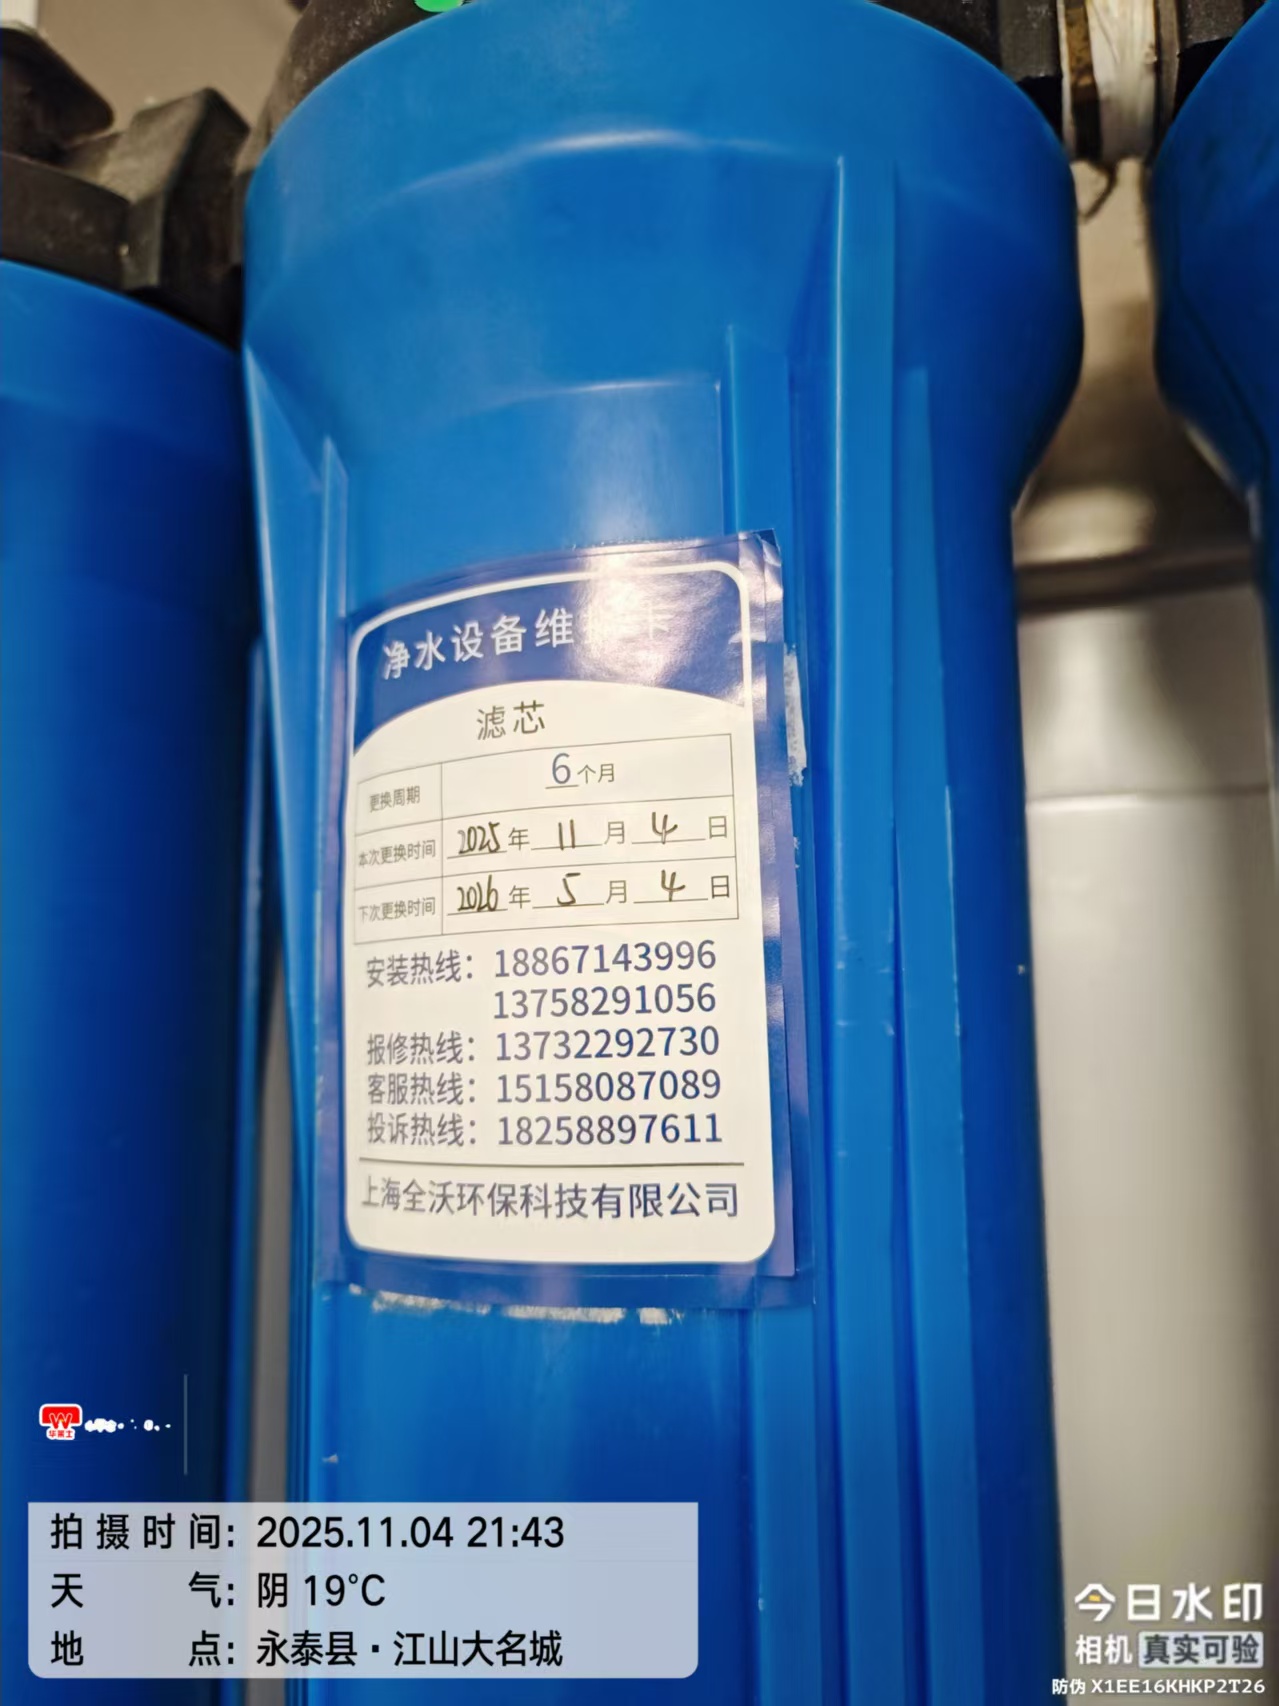 净水设备维
滤芯
更换周期 6个月
本次更换时间 2025年11月4日
下次更换时间 2026年5月4日
安装热线：18867143996
13758291056
报修热线：13732292730
客服热线：15158087089
投诉热线：18258897611
上海全沃环保科技有限公司
华莱士
拍摄时间：2025.11.04 21:43
天气：阴 19°C
地点：永泰县·江山大名城
今日水印
相机 真实可验
防伪 X1EE16KHKP2T26